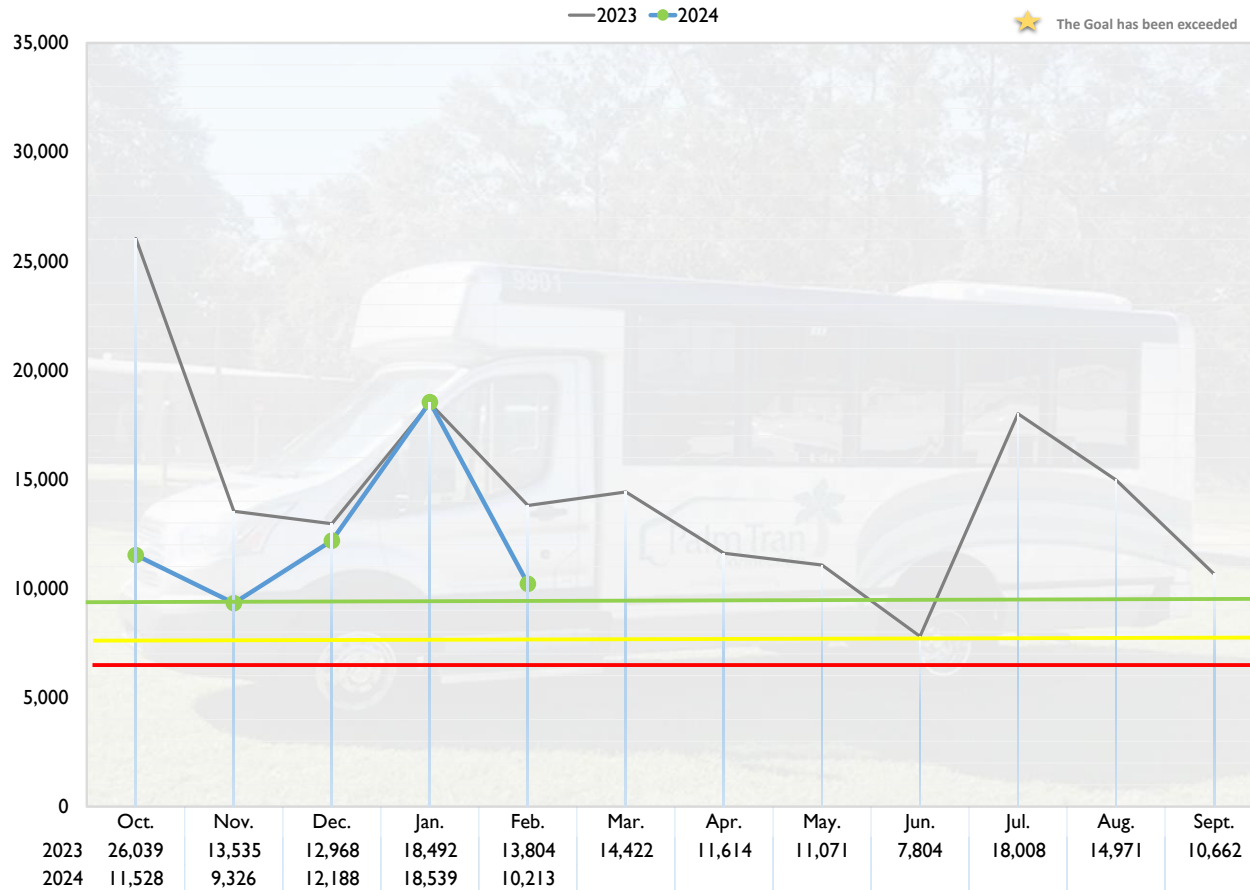 2023 2024
The Goal has been exceeded
35,000
30,000
25,000
20,000
15,000
10,000
5,000
0
9901
Palm Tran
Oct. Nov. Dec. Jan. Feb. Mar. Apr. May. Jun. Jul. Aug. Sept.
2023 26,039 13,535 12,968 18,492 13,804 14,422 11,614 11,071 7,804 18,008 14,971 10,662
2024 11,528 9,326 12,188 18,539 10,213